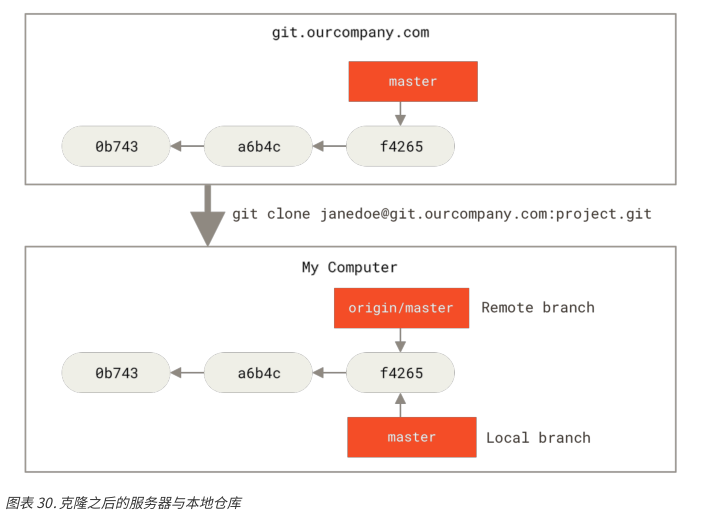 git.ourcompany.com
master
0b743
a6b4c
f4265
git clone janedoe@git.ourcompany.com:project.git
My Computer
origin/master
Remote branch
0b743
a6b4c
f4265
master
Local branch
图表 30. 克隆之后的服务器与本地仓库